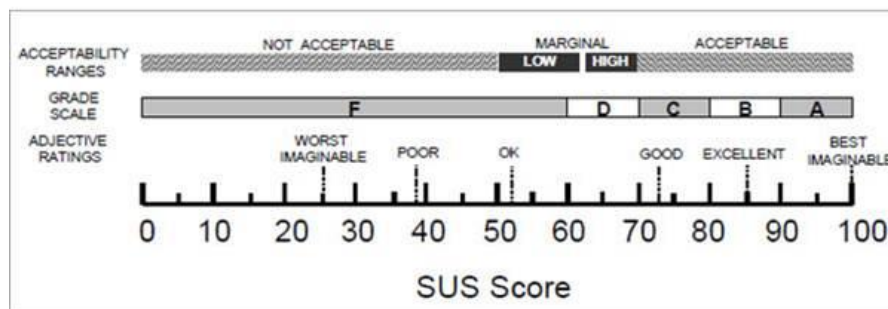 NOT ACCEPTABLE MARGINAL ACCEPTABLE
ACCEPTABILITY RANGES LOW HIGH
GRADE SCALE F D C B A
ADJECTIVE RATINGS WORST IMAGINABLE POOR OK GOOD EXCELLENT BEST IMAGINABLE
0 10 20 30 40 50 60 70 80 90 100
SUS Score